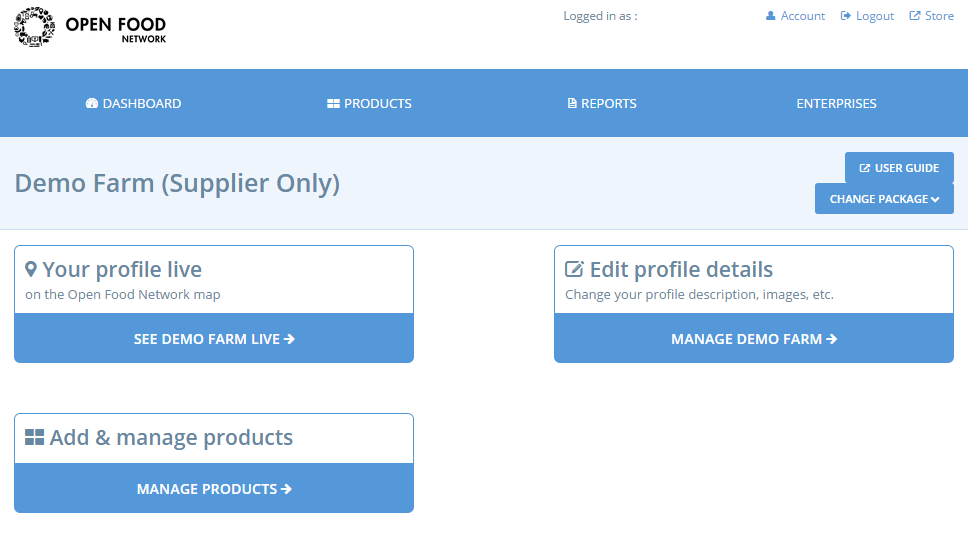 OPEN FOOD
NETWORK
Logged in as :
Account
Logout
Store
DASHBOARD
PRODUCTS
REPORTS
ENTERPRISES
Demo Farm (Supplier Only)
USER GUIDE
CHANGE PACKAGE
Your profile live
on the Open Food Network map
SEE DEMO FARM LIVE
Edit profile details
Change your profile description, images, etc.
MANAGE DEMO FARM
Add & manage products
MANAGE PRODUCTS